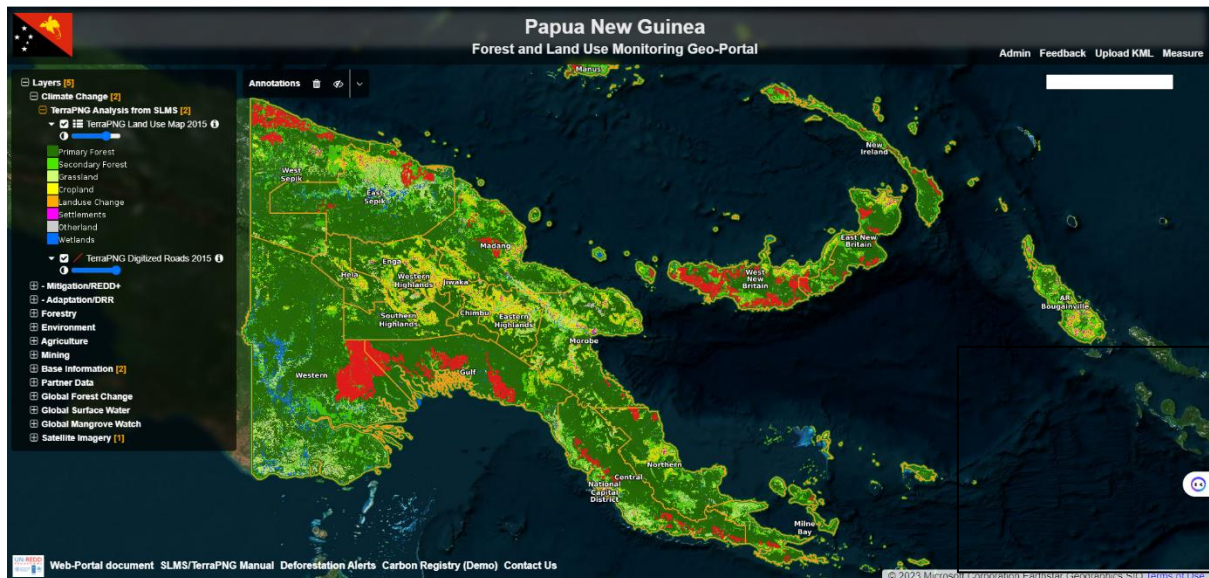 Papua New Guinea
Forest and Land Use Monitoring Geo-Portal
Admin Feedback Upload KML Measure
Layers [5]
Climate Change [2]
TerraPNG Analysis from SLMS [2]
TerraPNG Land Use Map 2015
Primary Forest
Secondary Forest
Grassland
Cropland
Landuse Change
Settlements
Otherland
Wetlands
TerraPNG Digitized Roads 2015
- Mitigation/REDD+
- Adaptation/DRR
Forestry
Environment
Agriculture
Mining
Base Information [2]
Partner Data
Global Forest Change
Global Surface Water
Global Mangrove Watch
Satellite Imagery [1]
Annotations
Manus
New
Ireland
West
Sepik
East
Sepik
Madang
East New
Britain
West
New
Britain
AR
Bougainville
Enga
Hela
Western
Highlands
Jiwaka
Southern
Highlands
Chimbu
Eastern
Highlands
Morobe
Western
Gulf
Northern
Central
National
Capital
District
Milne
Bay
UN-REDD
Web-Portal document SLMS/TerraPNG Manual Deforestation Alerts Carbon Registry (Demo) Contact Us
© 2023 Microsoft Corporation Earthstar Geographics SIO Terms of Use